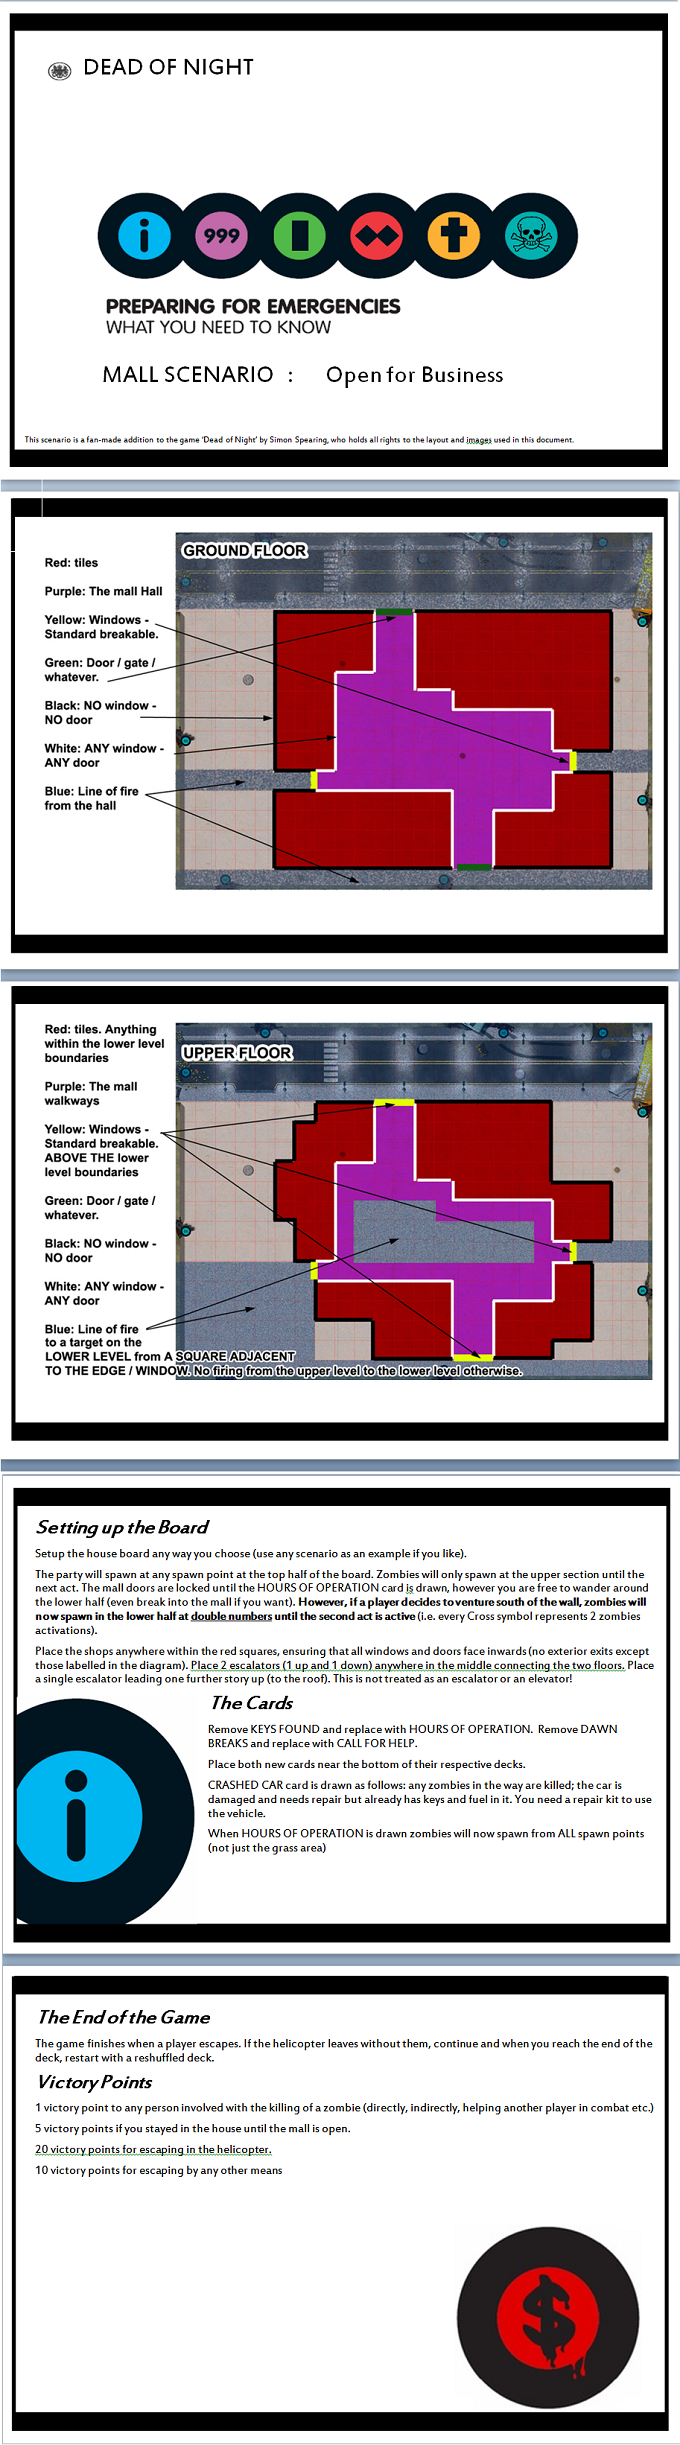 DEAD OF NIGHT
i
999
PREPARING FOR EMERGENCIES
WHAT YOU NEED TO KNOW
MALL SCENARIO : Open for Business
This scenario is a fan-made addition to the game 'Dead of Night' by Simon Spearing, who holds all rights to the layout and images used in this document.
GROUND FLOOR
Red: tiles
Purple: The mall Hall
Yellow: Windows -
Standard breakable.
Green: Door / gate /
whatever.
Black: NO window -
NO door
White: ANY window -
ANY door
Blue: Line of fire
from the hall
UPPER FLOOR
Red: tiles. Anything
within the lower level
boundaries
Purple: The mall
walkways
Yellow: Windows -
Standard breakable.
ABOVE THE lower
level boundaries
Green: Door / gate /
whatever.
Black: NO window -
NO door
White: ANY window -
ANY door
Blue: Line of fire
to a target on the
LOWER LEVEL from A SQUARE ADJACENT
TO THE EDGE / WINDOW. No firing from the upper level to the lower level otherwise.
Setting up the Board
Setup the house board any way you choose (use any scenario as an example if you like).
The party will spawn at any spawn point at the top half of the board. Zombies will only spawn at the upper section until the
next act. The mall doors are locked until the HOURS OF OPERATION card is drawn, however you are free to wander around
the lower half (even break into the mall if you want). However, if a player decides to venture south of the wall, zombies will
now spawn in the lower half at double numbers until the second act is active (i.e. every Cross symbol represents 2 zombies
activations).
Place the shops anywhere within the red squares, ensuring that all windows and doors face inwards (no exterior exits except
those labelled in the diagram). Place 2 escalators (1 up and 1 down) anywhere in the middle connecting the two floors. Place
a single escalator leading one further story up (to the roof). This is not treated as an escalator or an elevator!
The Cards
Remove KEYS FOUND and replace with HOURS OF OPERATION. Remove DAWN
BREAKS and replace with CALL FOR HELP.
Place both new cards near the bottom of their respective decks.
CRASHED CAR card is drawn as follows: any zombies in the way are killed; the car is
damaged and needs repair but already has keys and fuel in it. You need a repair kit to use
the vehicle.
When HOURS OF OPERATION is drawn zombies will now spawn from ALL spawn points
(not just the grass area)
i
The End of the Game
The game finishes when a player escapes. If the helicopter leaves without them, continue and when you reach the end of the
deck, restart with a reshuffled deck.
Victory Points
1 victory point to any person involved with the killing of a zombie (directly, indirectly, helping another player in combat etc.)
5 victory points if you stayed in the house until the mall is open.
20 victory points for escaping in the helicopter.
10 victory points for escaping by any other means
$